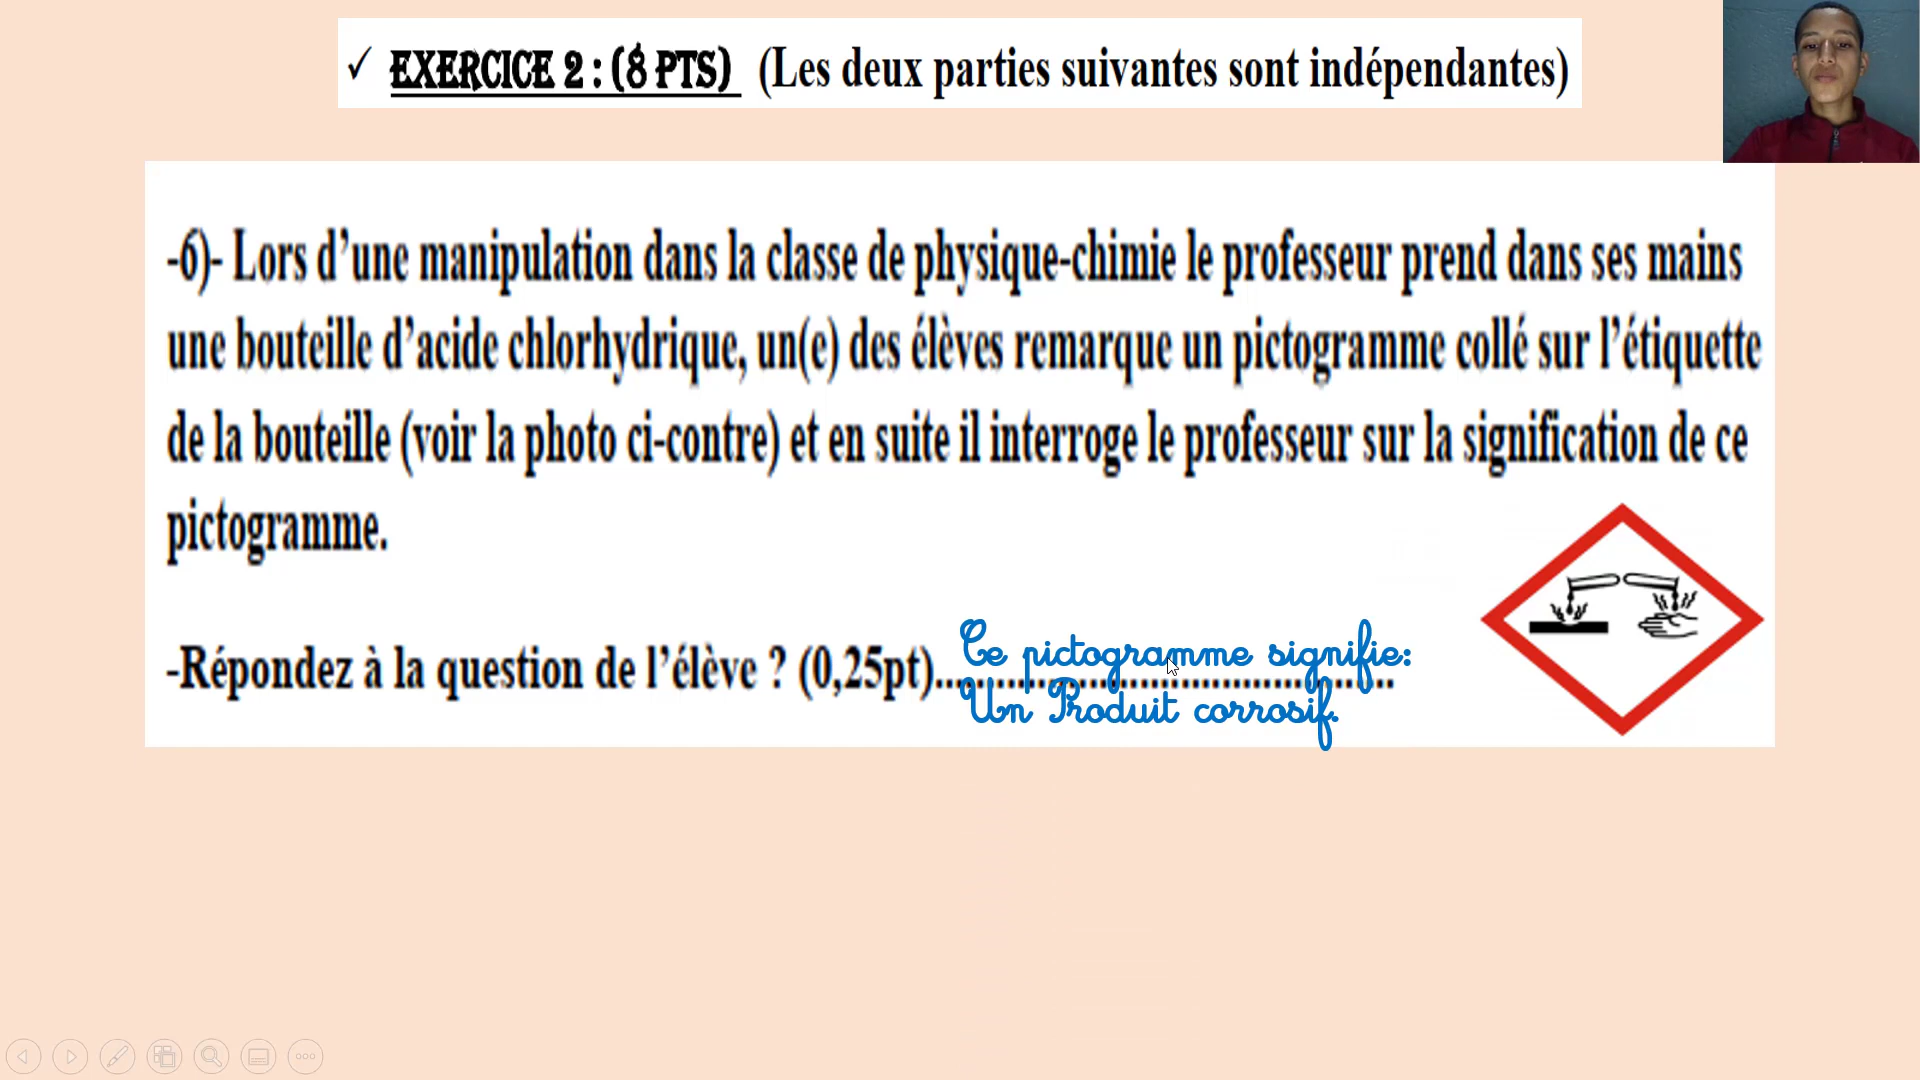 ✓ EXERCICE 2 : (8 PTS) (Les deux parties suivantes sont indépendantes)
-6)- Lors d’une manipulation dans la classe de physique-chimie le professeur prend dans ses mains
une bouteille d’acide chlorhydrique, un(e) des élèves remarque un pictogramme collé sur l’étiquette
de la bouteille (voir la photo ci-contre) et en suite il interroge le professeur sur la signification de ce
pictogramme.
-Répondez à la question de l’élève ? (0,25pt)..........................................
Ce pictogramme signifie:
Un Produit corrosif.